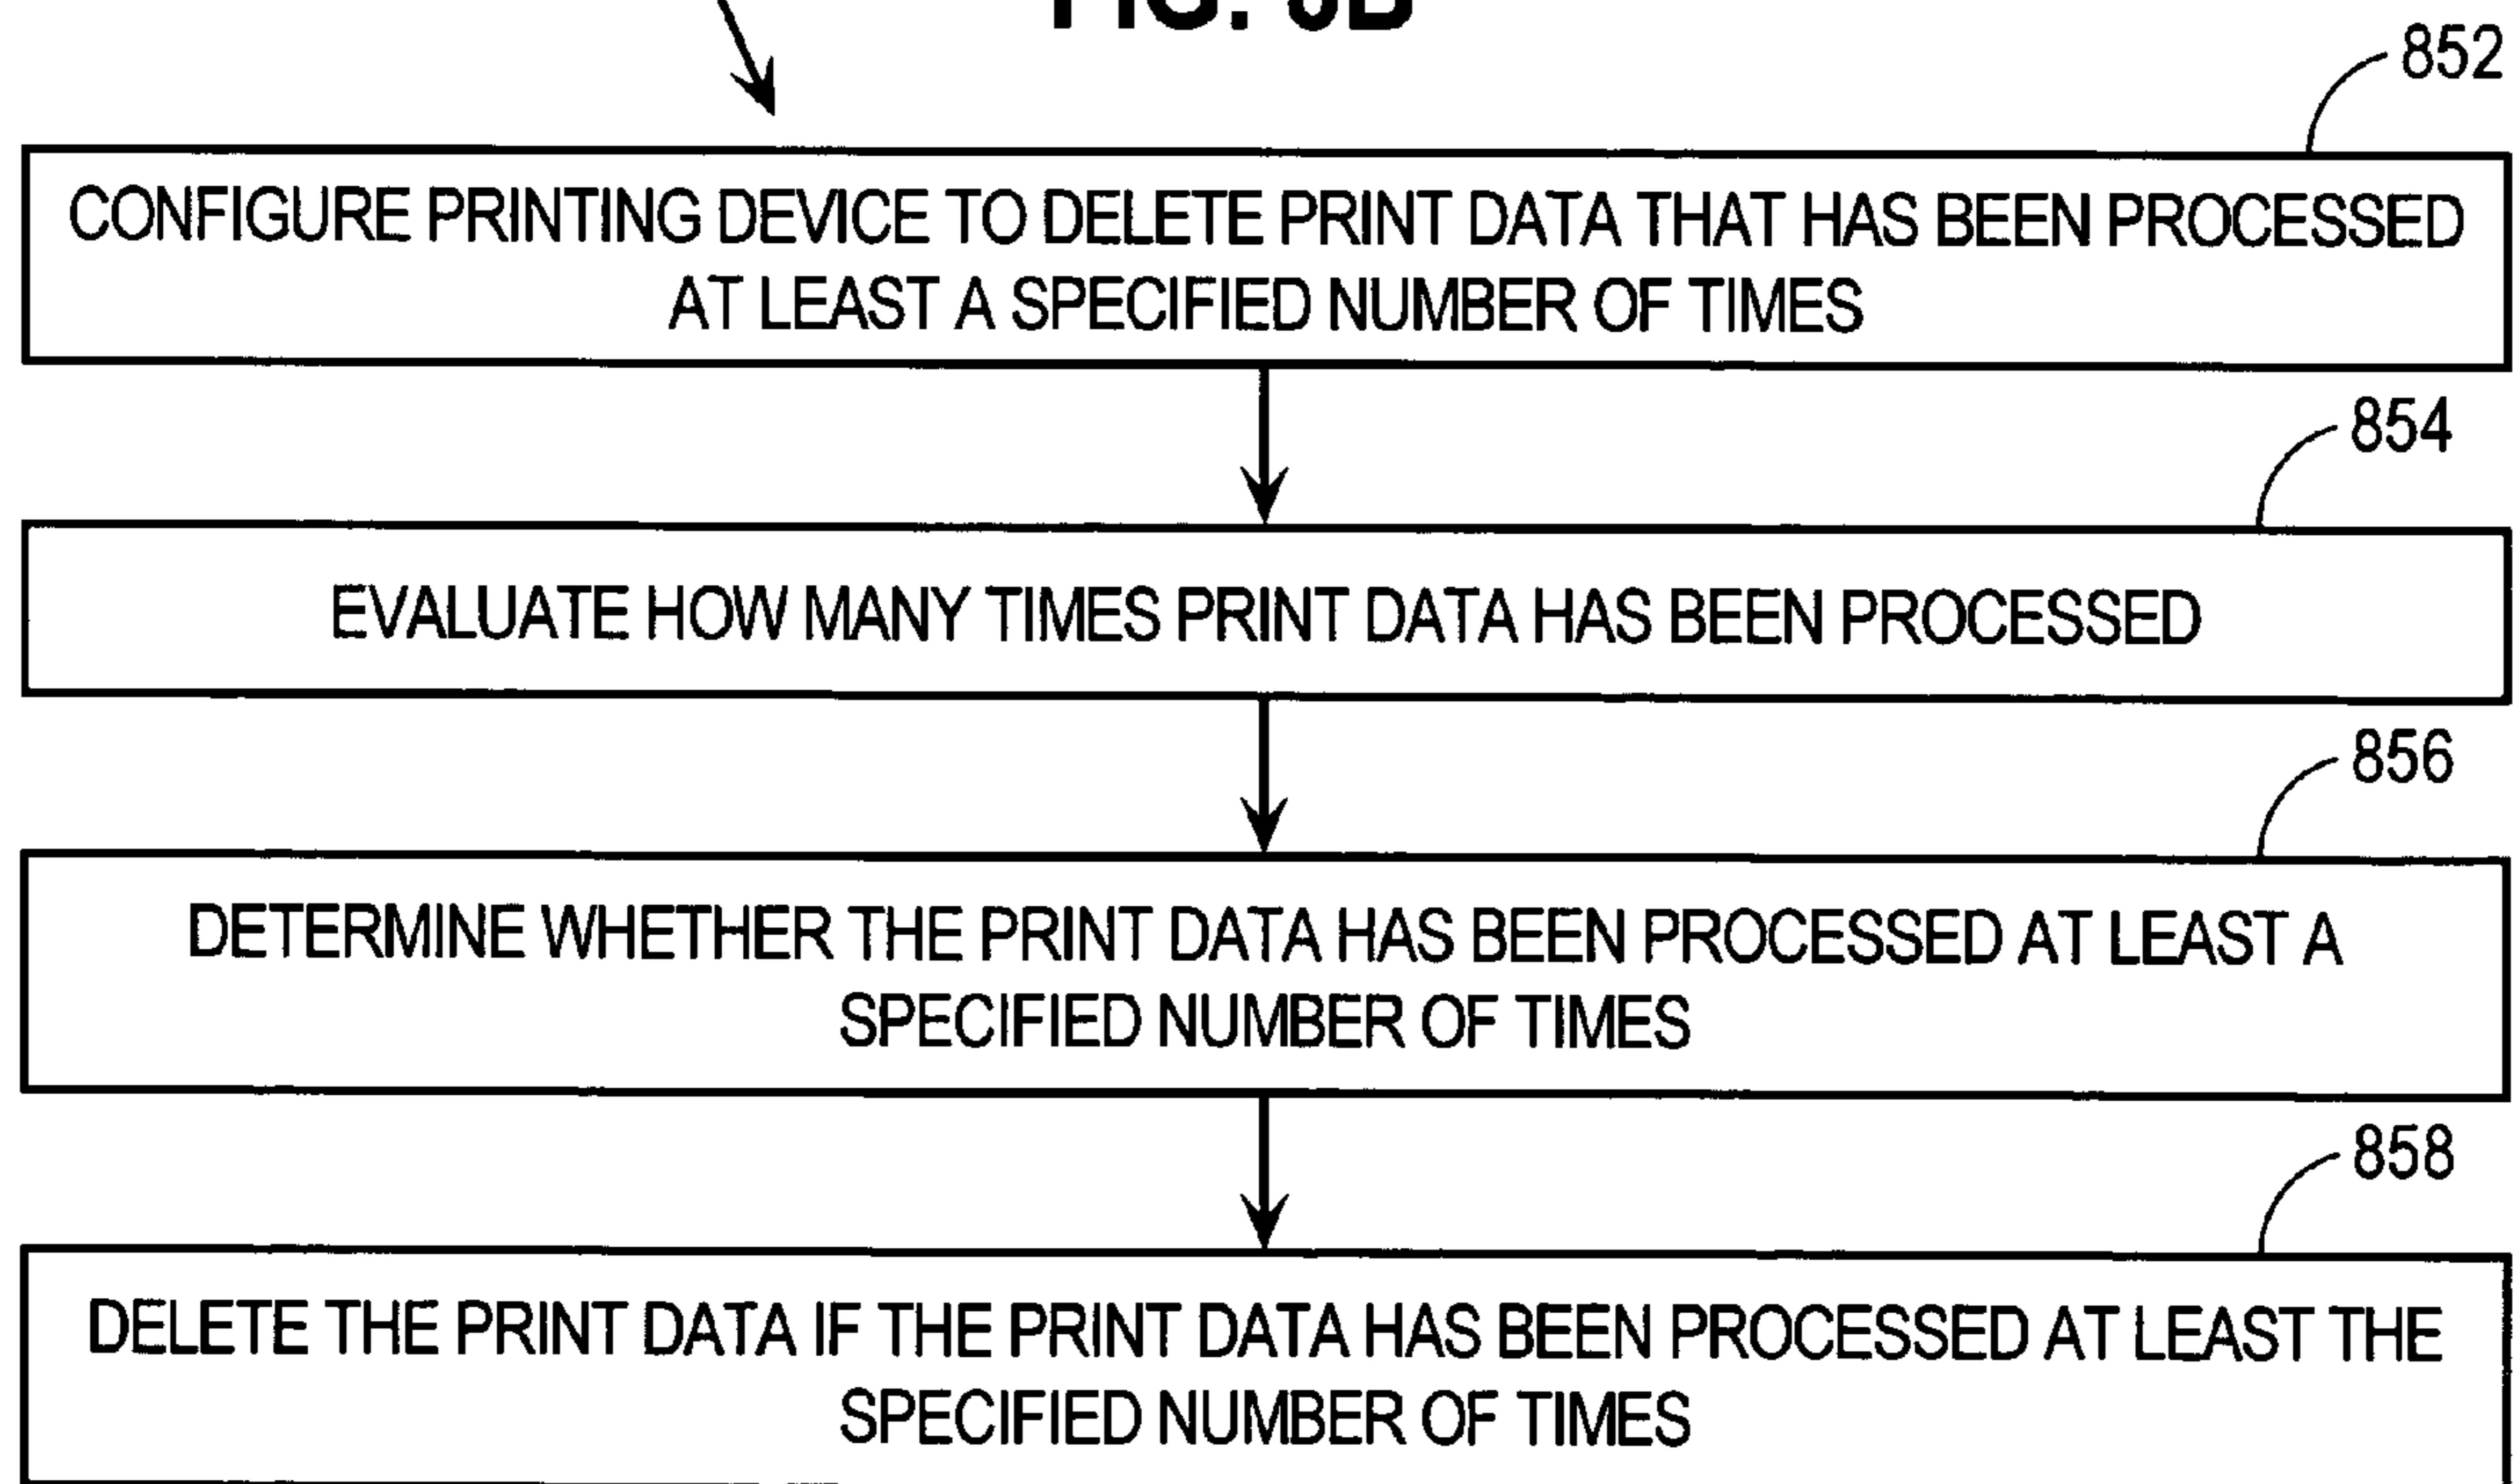 FIG.
852
CONFIGURE PRINTING DEVICE TO DELETE PRINT DATA THAT HAS BEEN PROCESSED
AT LEAST A SPECIFIED NUMBER OF TIMES
854
EVALUATE HOW MANY TIMES PRINT DATA HAS BEEN PROCESSED
856
DETERMINE WHETHER THE PRINT DATA HAS BEEN PROCESSED AT LEAST A
SPECIFIED NUMBER OF TIMES
858
DELETE THE PRINT DATA IF THE PRINT DATA HAS BEEN PROCESSED AT LEAST THE
SPECIFIED NUMBER OF TIMES